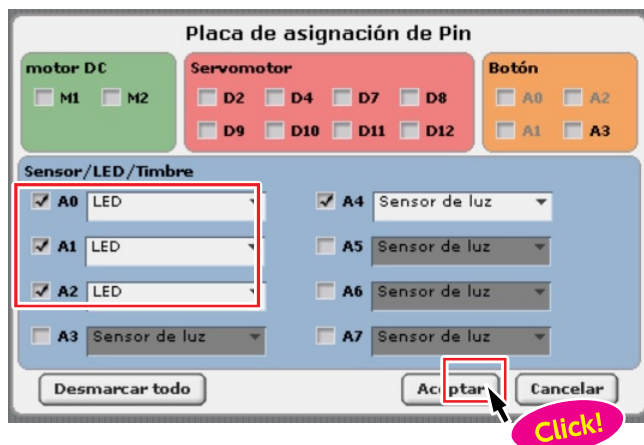 Placa de asignación de Pin
motor DC
M1 M2
Servomotor
D2 D4 D7 D8
D9 D10 D11 D12
Botón
A0 A2
A1 A3
Sensor/LED/Timbre
A0 LED
A4 Sensor de luz
A1 LED
A5 Sensor de luz
A2 LED
A6 Sensor de luz
A3 Sensor de luz
A7 Sensor de luz
Desmarcar todo Aceptar Cancelar
Click!